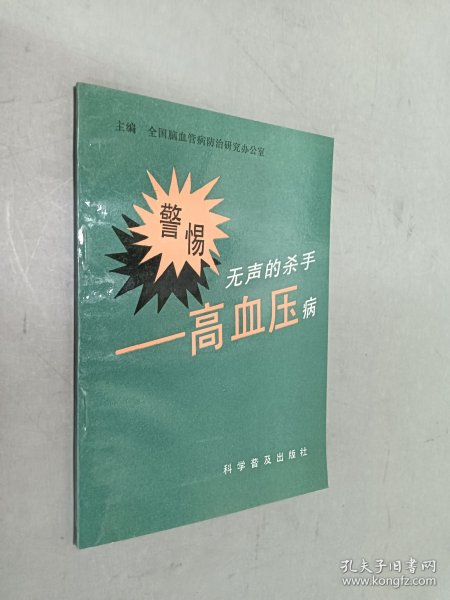 主编 全国脑血管病防治研究办公室
警惕
无声的杀手
—高血压病
科学普及出版社
孔夫子旧书网
www.kongfz.com